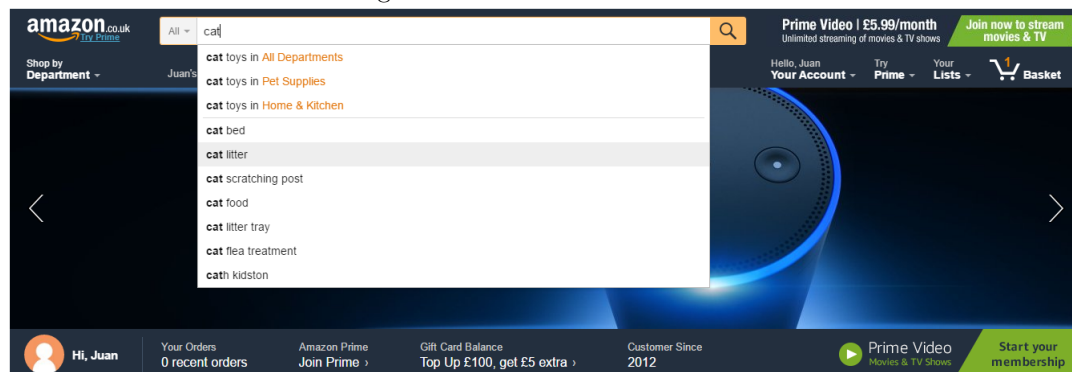 amazon.co.uk
Try Prime
All
cat
Prime Video | £5.99/month
Unlimited streaming of movies & TV shows
Join now to stream
movies & TV
Shop by
Department
Juan's
Hello, Juan
Your Account
Try
Prime
Your
Lists
1
Basket
cat toys in All Departments
cat toys in Pet Supplies
cat toys in Home & Kitchen
cat bed
cat litter
cat scratching post
cat food
cat litter tray
cat flea treatment
cath kidston
Hi, Juan
Your Orders
0 recent orders
Amazon Prime
Join Prime ›
Gift Card Balance
Top Up £100, get £5 extra ›
Customer Since
2012
Prime Video
Movies & TV Shows
Start your
membership